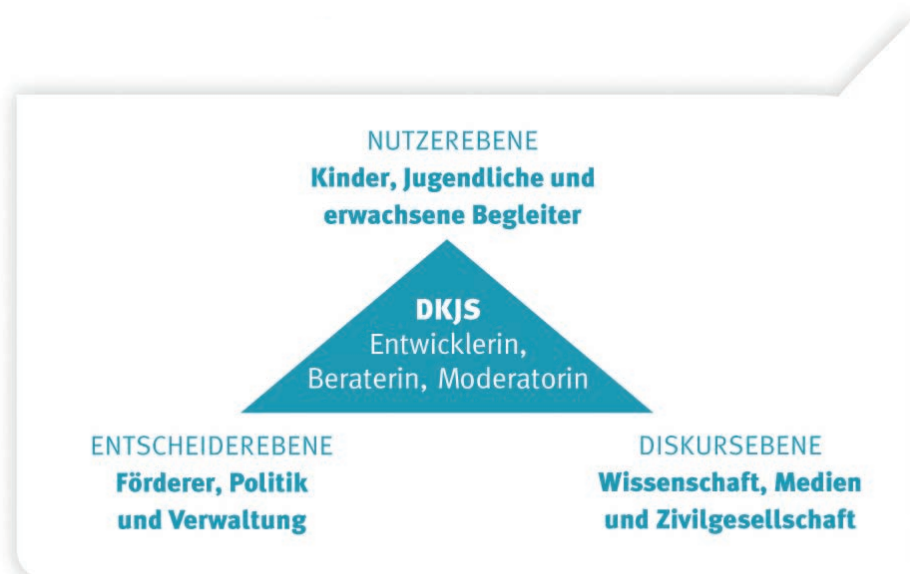 NUTZEREBENE
Kinder, Jugendliche und
erwachsene Begleiter
DKJS
Entwicklerin,
Beraterin, Moderatorin
ENTSCHEIDEREBENE
Förderer, Politik
und Verwaltung
DISKURSEBENE
Wissenschaft, Medien
und Zivilgesellschaft